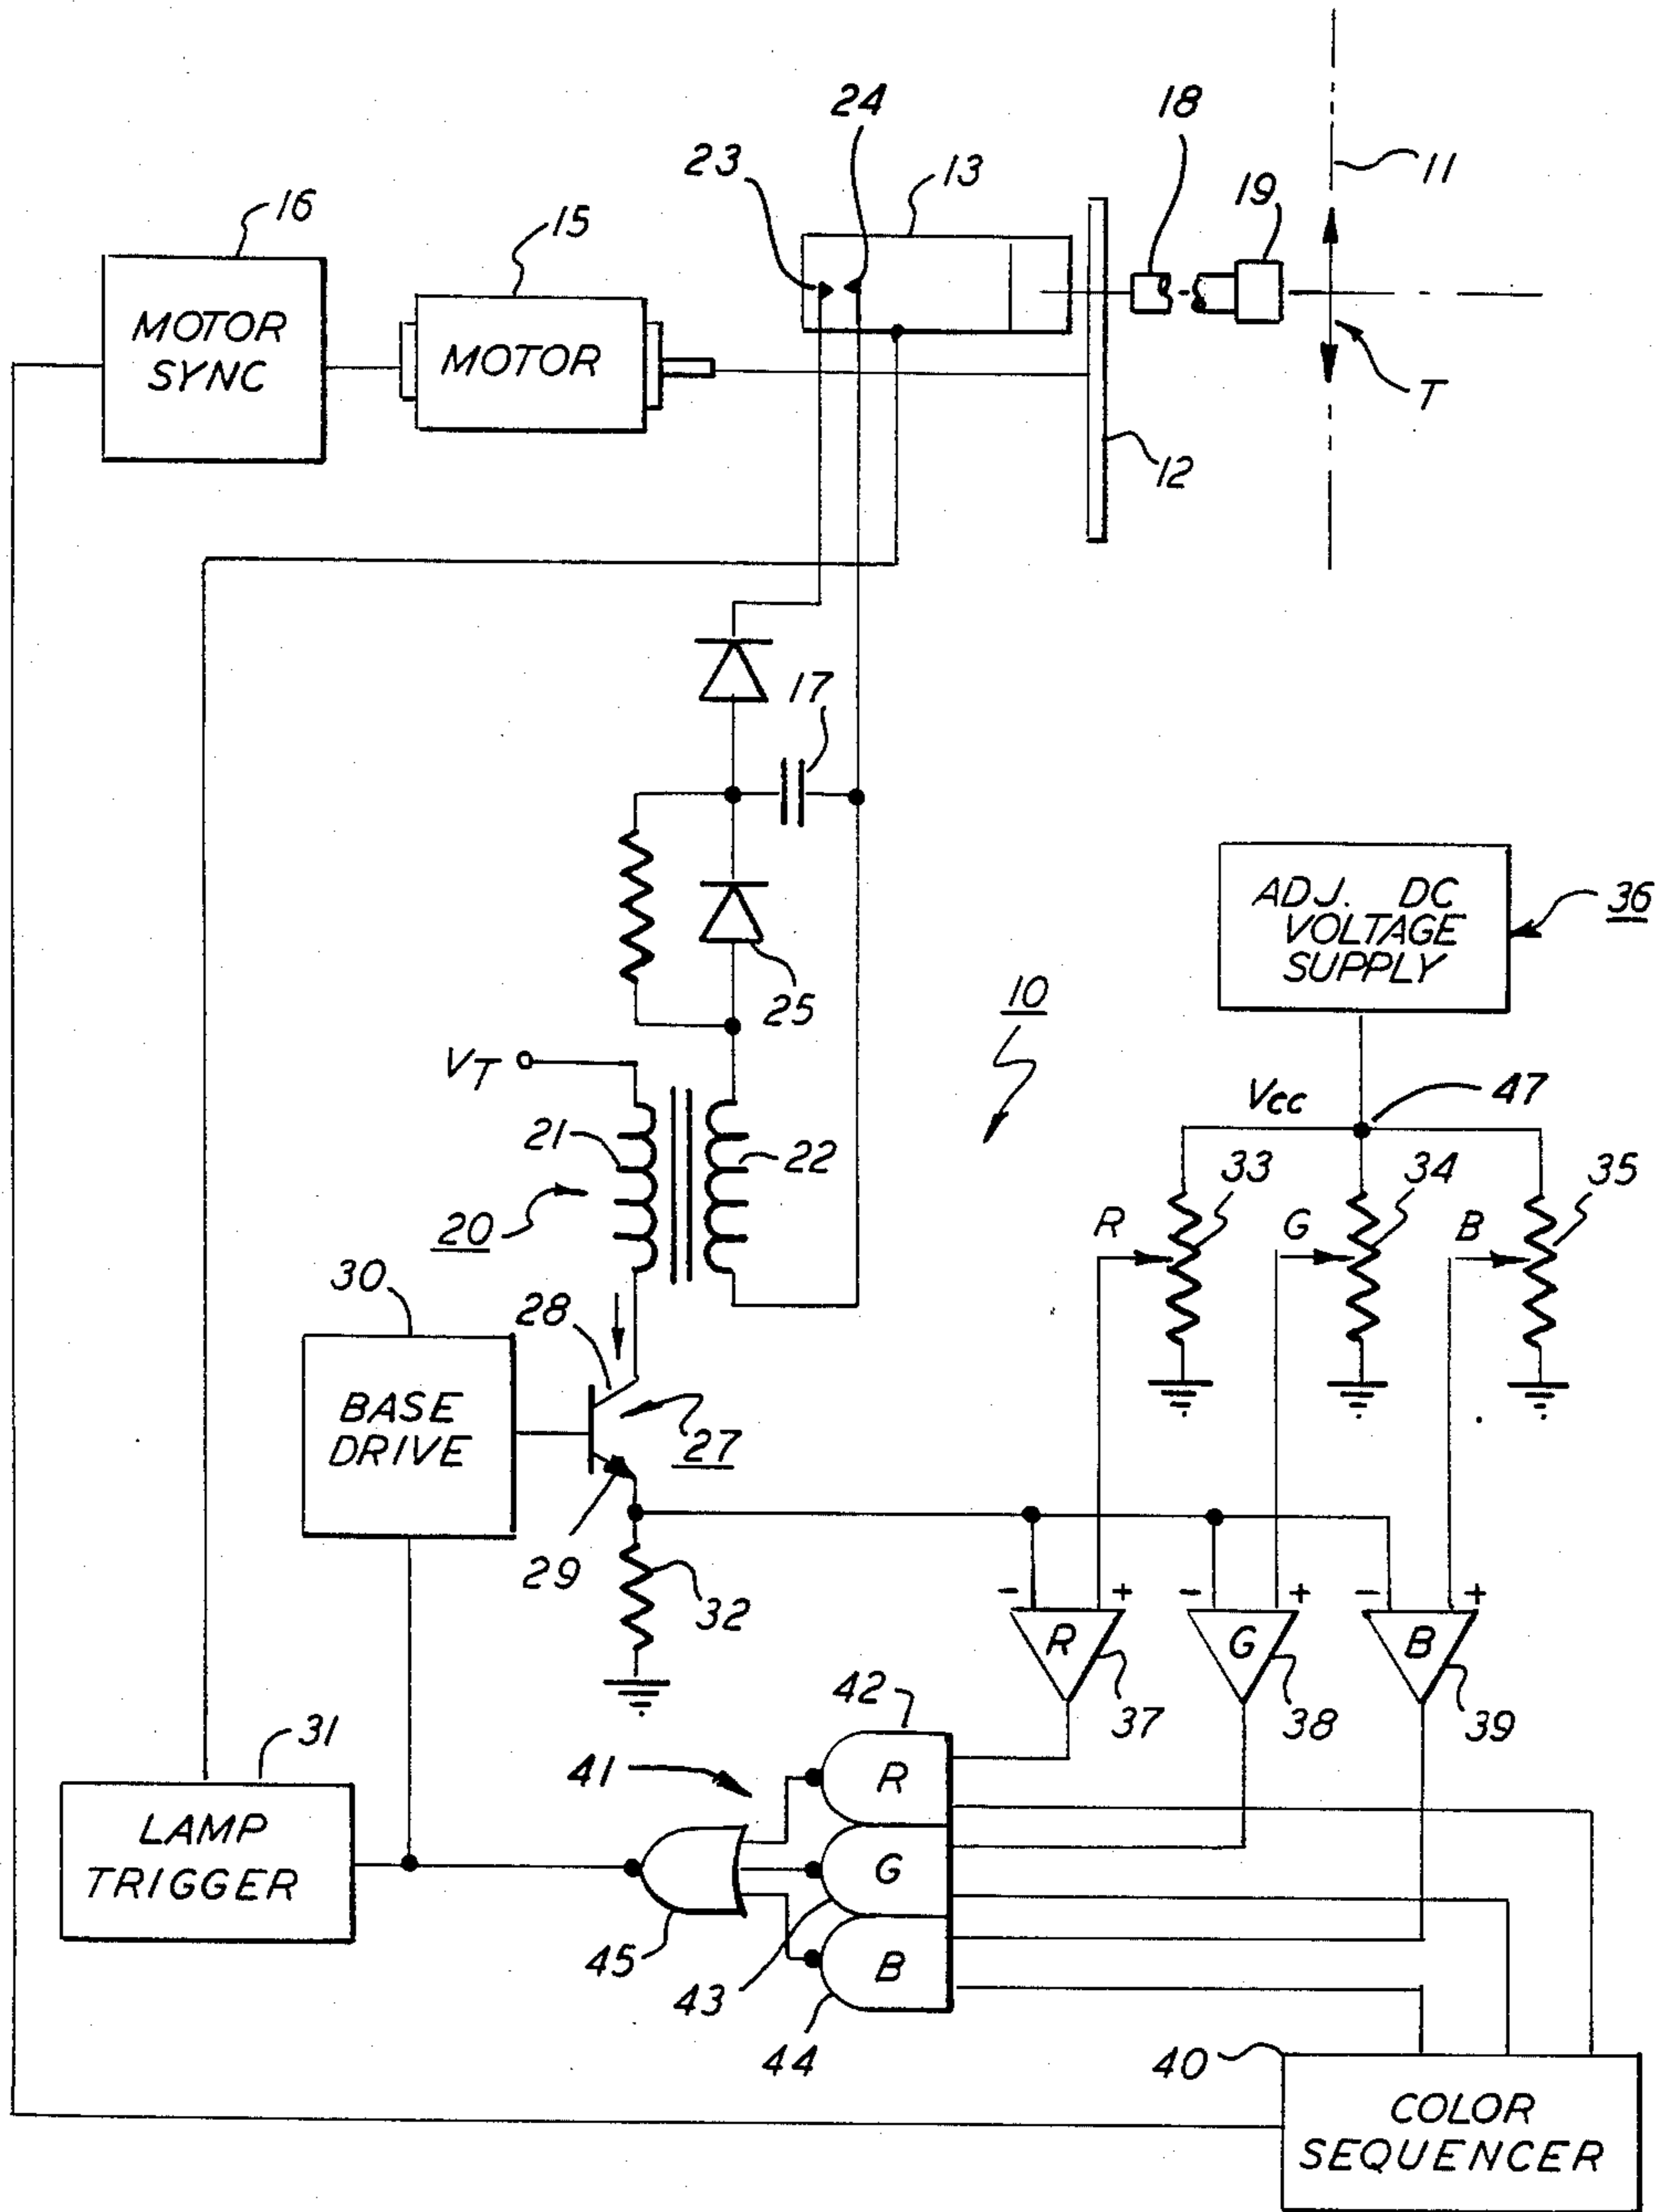 24
18
23
13
11
16
15
19
MOTOR
SYNC
MOTOR
T
12
17
ADJ. DC
VOLTAGE
SUPPLY
36
25
10
VT
Vcc
47
21
22
33
34
35
20
R
G
B
30
28
BASE
DRIVE
27
29
32
- +
- +
- +
R
G
B
42
37
38
39
31
41
R
LAMP
TRIGGER
G
45
B
43
44
40
COLOR
SEQUENCER